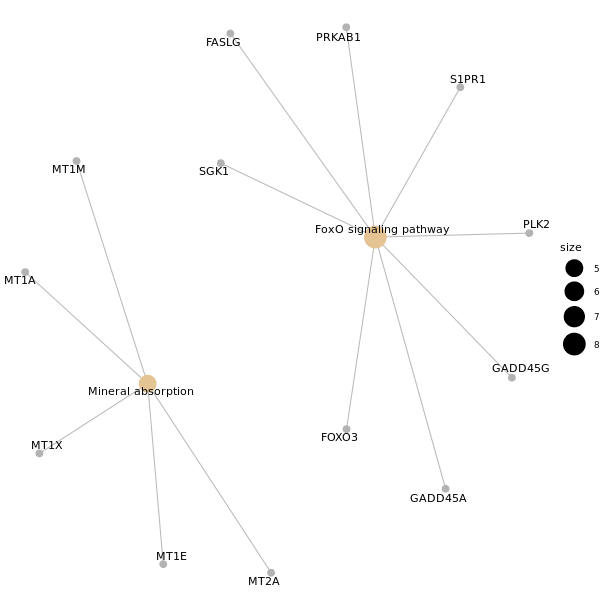 PRKAB1
FASLG
S1PR1
MT1M
SGK1
PLK2
FoxO signaling pathway
size
5
6
7
8
MT1A
GADD45G
Mineral absorption
FOXO3
MT1X
GADD45A
MT1E
MT2A